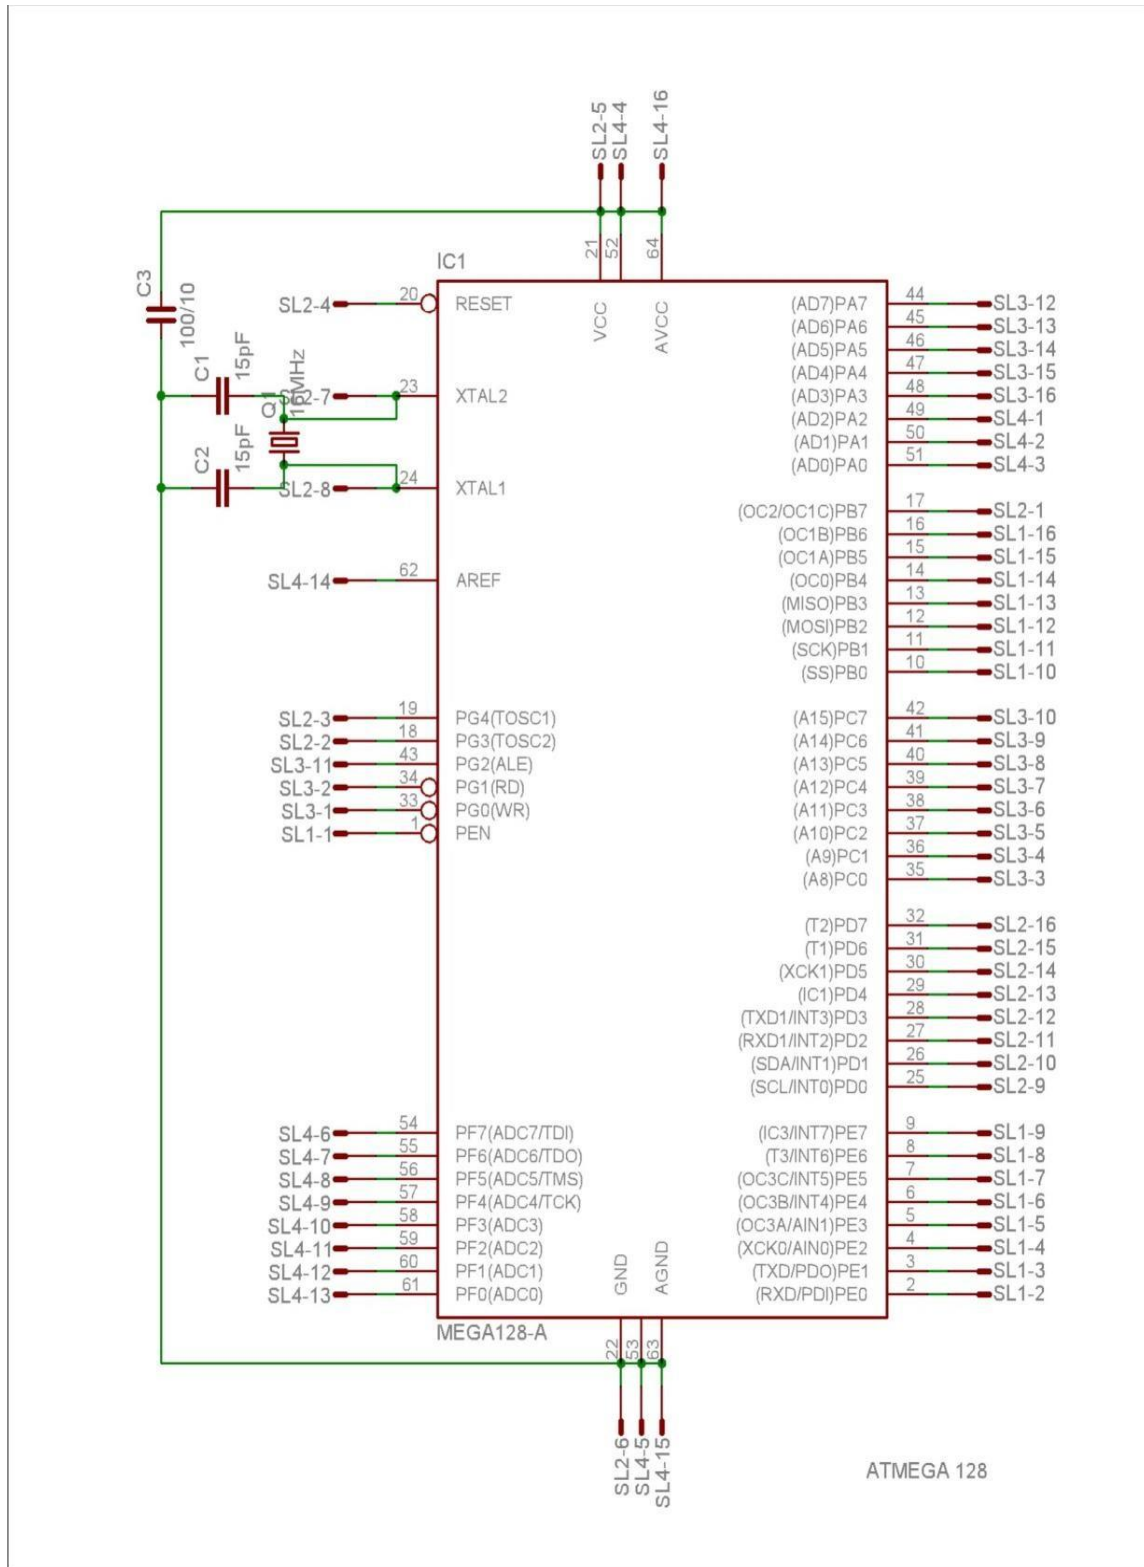 SL2-5
SL4-4
SL4-16
21
52
64
IC1
VCC
AVCC
C3
100/10
C1
15pF
Q1
16MHz
C2
15pF
SL2-4 20 RESET
SL2-7 23 XTAL2
SL2-8 24 XTAL1
SL4-14 62 AREF
SL2-3 19 PG4(TOSC1)
SL2-2 18 PG3(TOSC2)
SL3-11 43 PG2(ALE)
SL3-2 34 PG1(RD)
SL3-1 33 PG0(WR)
SL1-1 1 PEN
SL4-6 54 PF7(ADC7/TDI)
SL4-7 55 PF6(ADC6/TDO)
SL4-8 56 PF5(ADC5/TMS)
SL4-9 57 PF4(ADC4/TCK)
SL4-10 58 PF3(ADC3)
SL4-11 59 PF2(ADC2)
SL4-12 60 PF1(ADC1)
SL4-13 61 PF0(ADC0)
(AD7)PA7 44 SL3-12
(AD6)PA6 45 SL3-13
(AD5)PA5 46 SL3-14
(AD4)PA4 47 SL3-15
(AD3)PA3 48 SL3-16
(AD2)PA2 49 SL4-1
(AD1)PA1 50 SL4-2
(AD0)PA0 51 SL4-3
(OC2/OC1C)PB7 17 SL2-1
(OC1B)PB6 16 SL1-16
(OC1A)PB5 15 SL1-15
(OC0)PB4 14 SL1-14
(MISO)PB3 13 SL1-13
(MOSI)PB2 12 SL1-12
(SCK)PB1 11 SL1-11
(SS)PB0 10 SL1-10
(A15)PC7 42 SL3-10
(A14)PC6 41 SL3-9
(A13)PC5 40 SL3-8
(A12)PC4 39 SL3-7
(A11)PC3 38 SL3-6
(A10)PC2 37 SL3-5
(A9)PC1 36 SL3-4
(A8)PC0 35 SL3-3
(T2)PD7 32 SL2-16
(T1)PD6 31 SL2-15
(XCK1)PD5 30 SL2-14
(IC1)PD4 29 SL2-13
(TXD1/INT3)PD3 28 SL2-12
(RXD1/INT2)PD2 27 SL2-11
(SDA/INT1)PD1 26 SL2-10
(SCL/INT0)PD0 25 SL2-9
(IC3/INT7)PE7 9 SL1-9
(T3/INT6)PE6 8 SL1-8
(OC3C/INT5)PE5 7 SL1-7
(OC3B/INT4)PE4 6 SL1-6
(OC3A/AIN1)PE3 5 SL1-5
(XCK0/AIN0)PE2 4 SL1-4
(TXD/PDO)PE1 3 SL1-3
(RXD/PDI)PE0 2 SL1-2
GND
AGND
MEGA128-A
22
53
63
SL2-6
SL4-5
SL4-15
ATMEGA 128